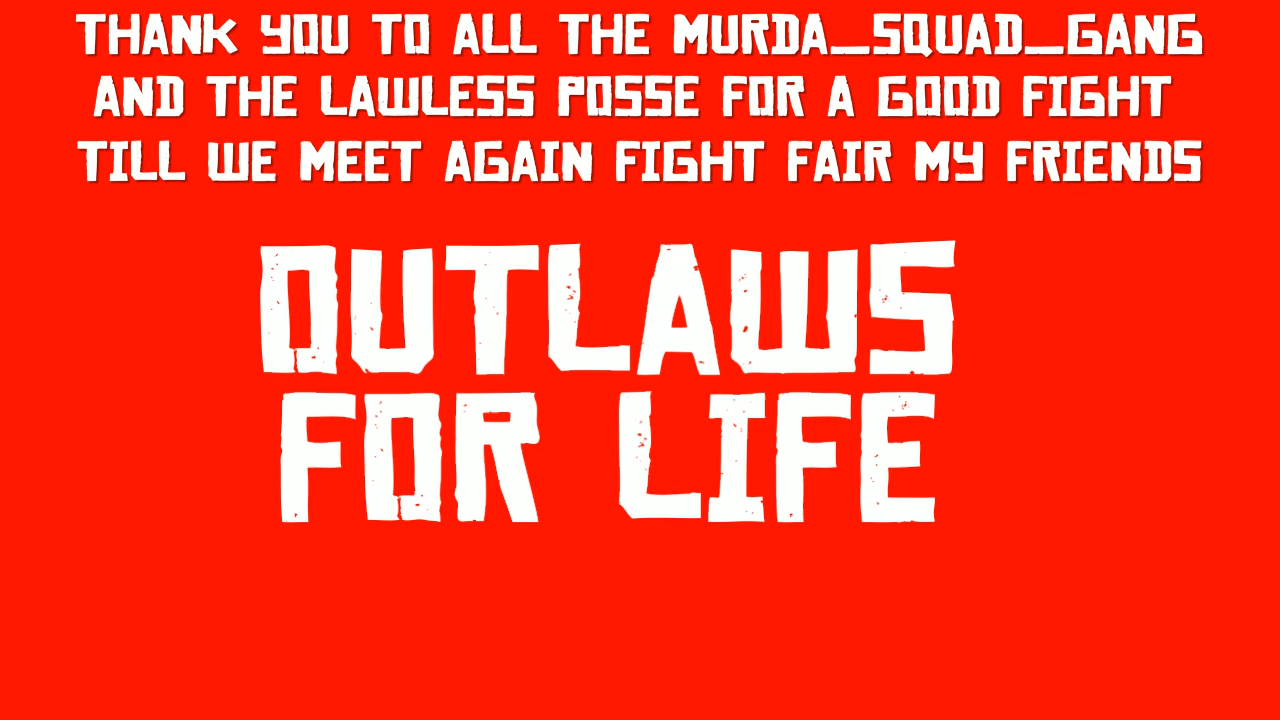 THANK YOU TO ALL THE MURDA_SQUAD_GANG
AND THE LAWLESS POSSE FOR A GOOD FIGHT
TILL WE MEET AGAIN FIGHT FAIR MY FRIENDS
OUTLAWS
FOR LIFE